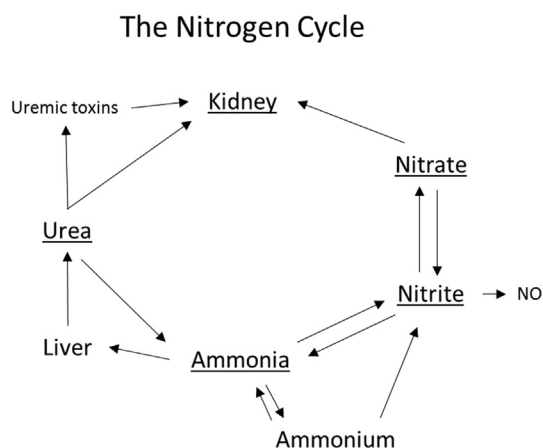 The Nitrogen Cycle
Uremic toxins
Kidney
Nitrate
Urea
Nitrite
NO
Liver
Ammonia
Ammonium